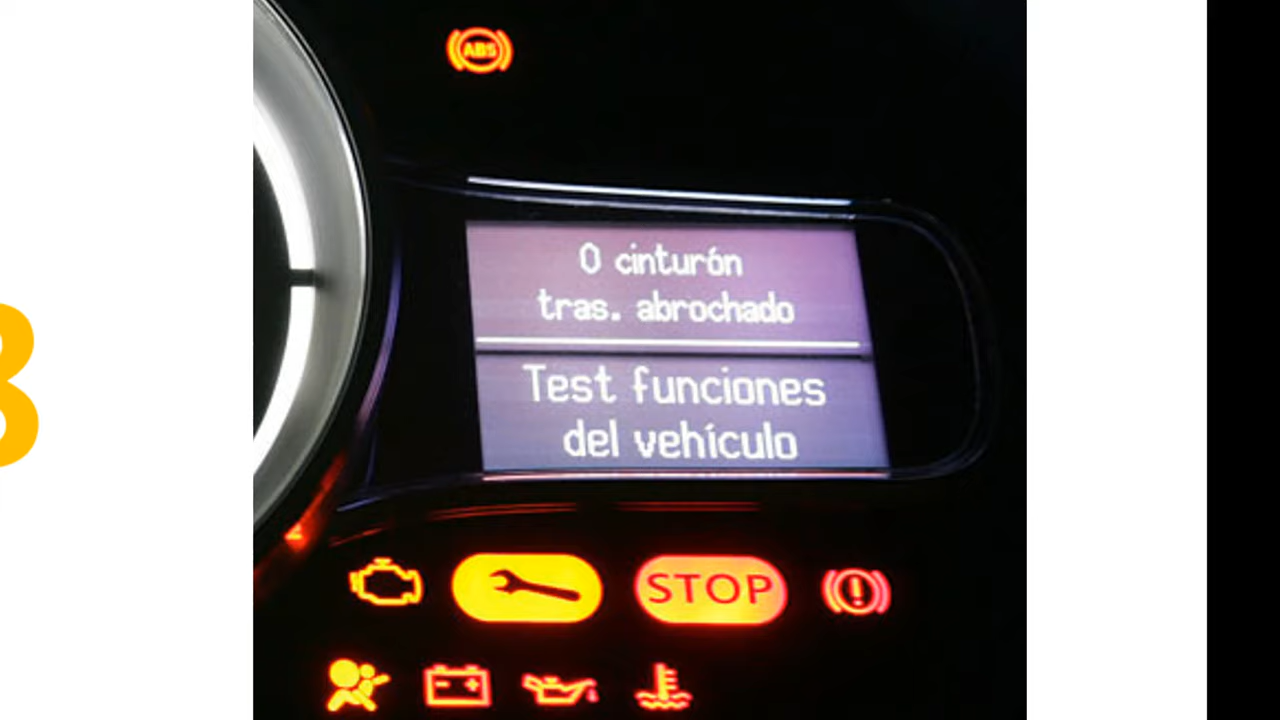 ABS
0 cinturón
tras. abrochado
Test funciones
del vehículo
STOP